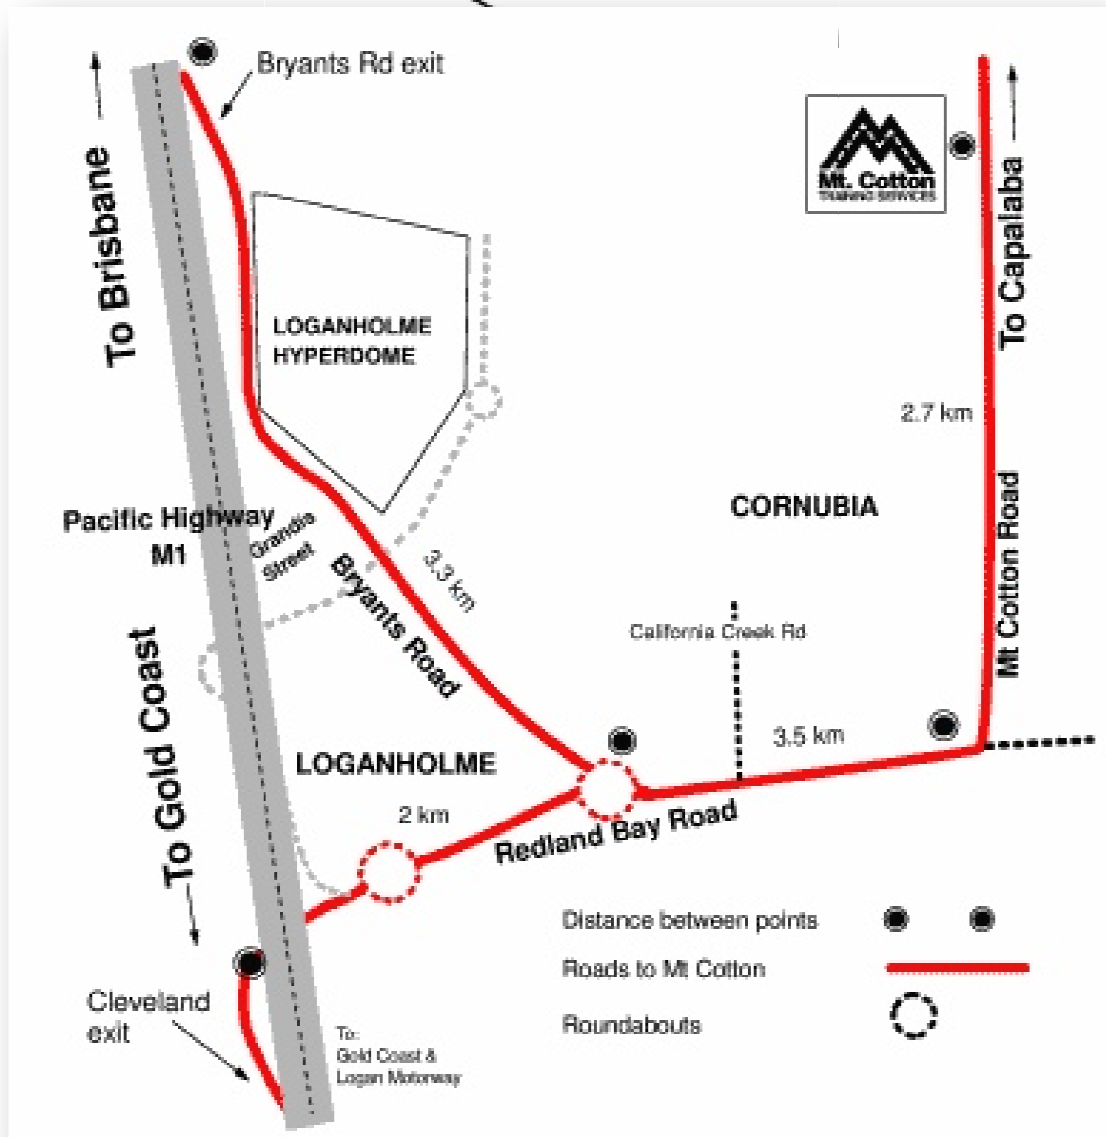 Bryants Rd exit
To Brisbane
Mt. Cotton
TRAINING SERVICES
To Capalaba
LOGANHOLME
HYPERDOME
2.7 km
CORNUBIA
Pacific Highway
M1
Grandis
Street
Bryants Road
3.3 km
Mt Cotton Road
California Creek Rd
To Gold Coast
3.5 km
LOGANHOLME
2 km
Redland Bay Road
Distance between points
Roads to Mt Cotton
Roundabouts
Cleveland
exit
To:
Gold Coast &
Logan Motorway